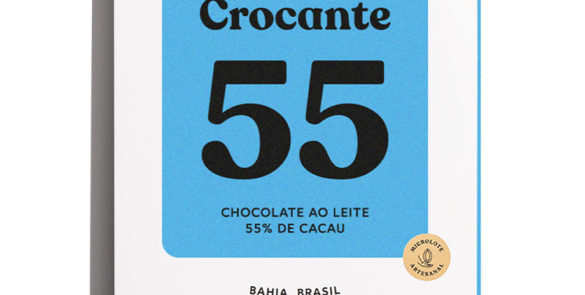 Crocante
55
CHOCOLATE AO LEITE
55% DE CACAU
MICROLOTE
ARTESANAL
BAHIA, BRASIL